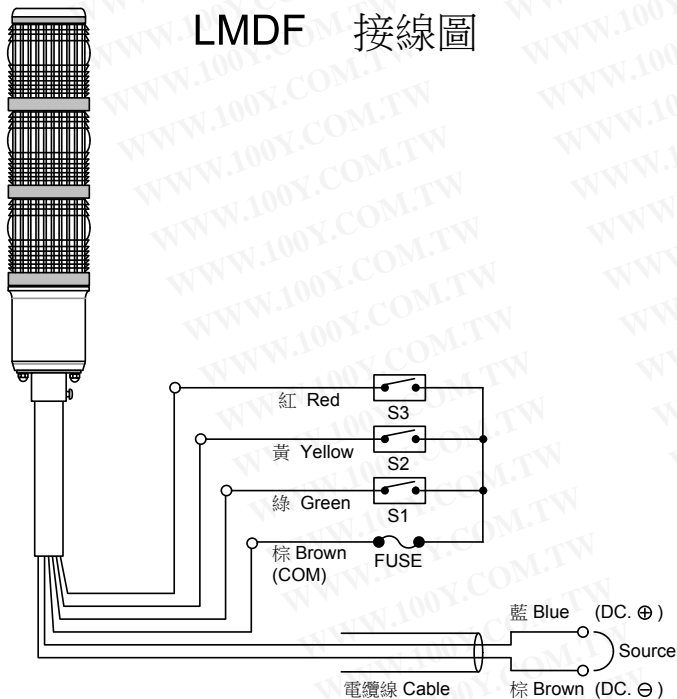 LMDF 接線圖
紅 Red
S3
黃 Yellow
S2
綠 Green
S1
棕 Brown
(COM)
FUSE
藍 Blue (DC. ⊕)
Source
電纜線 Cable
棕 Brown (DC. ⊖)
WWW.100Y.COM.TW